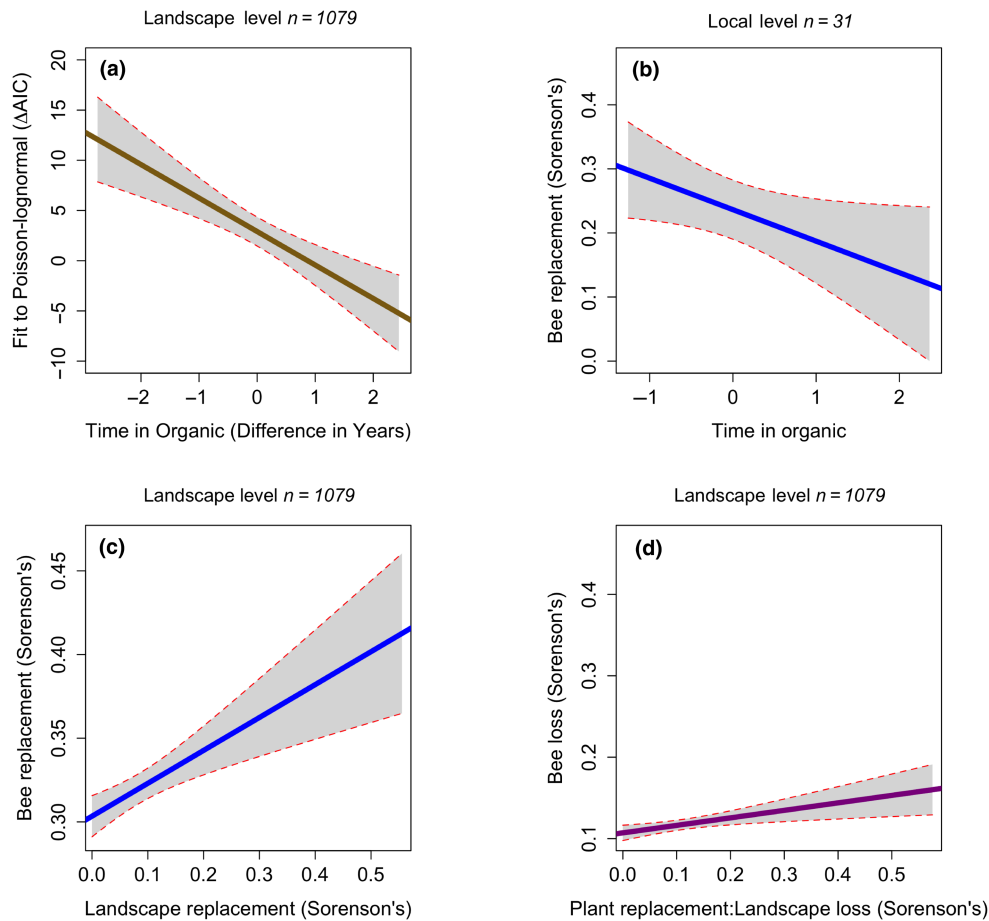 Landscape level n = 1079
(a)
Fit to Poisson-lognormal (ΔAIC)
20
15
10
5
0
−5
−10
−2 −1 0 1 2
Time in Organic (Difference in Years)
Local level n = 31
(b)
Bee replacement (Sorenson's)
0.4
0.3
0.2
0.1
0.0
−1 0 1 2
Time in organic
Landscape level n = 1079
(c)
Bee replacement (Sorenson's)
0.45
0.40
0.35
0.30
0.0 0.1 0.2 0.3 0.4 0.5
Landscape replacement (Sorenson's)
Landscape level n = 1079
(d)
Bee loss (Sorenson's)
0.4
0.3
0.2
0.1
0.0 0.1 0.2 0.3 0.4 0.5
Plant replacement:Landscape loss (Sorenson's)